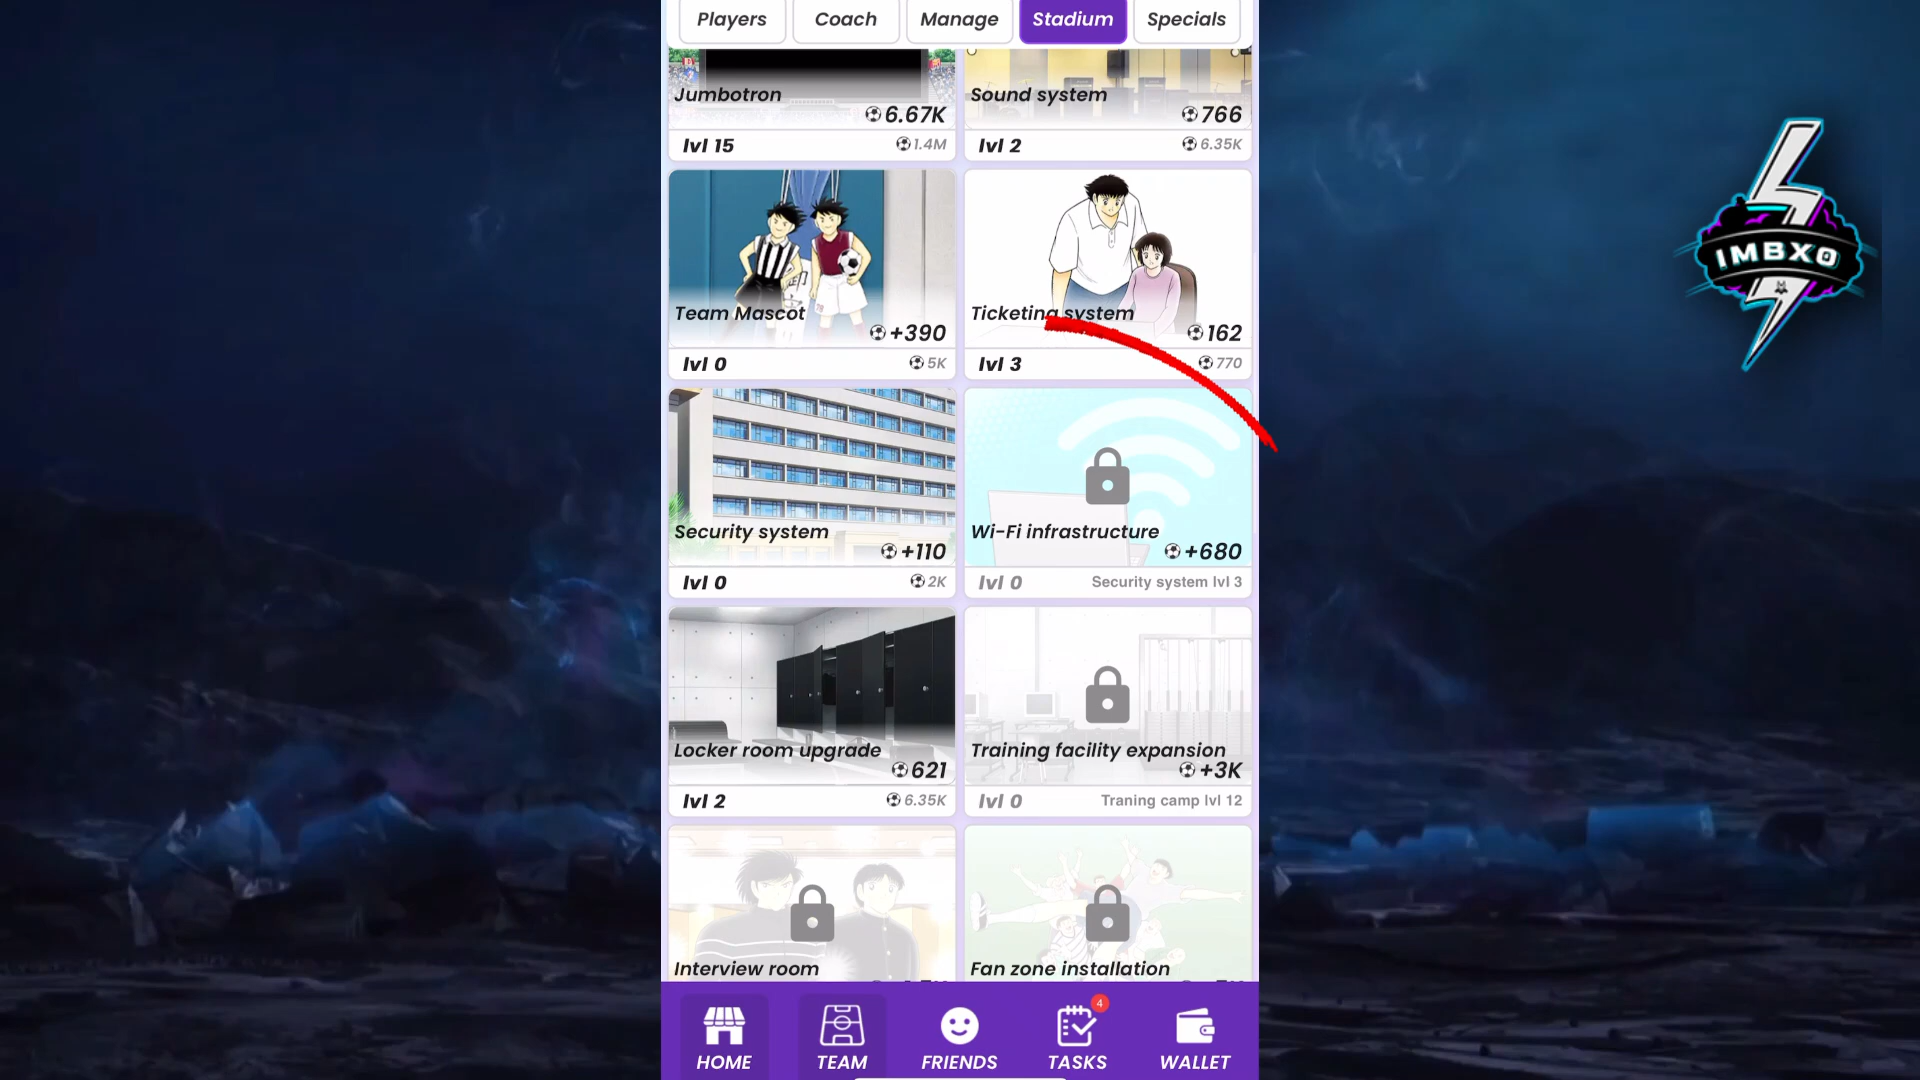 Players Coach Manage Stadium Specials
Jumbotron
6.67K
lvl 15 1.4M
Sound system
766
lvl 2 6.35K
Team Mascot
+390
lvl 0 5K
Ticketing system
162
lvl 3 770
Security system
+110
lvl 0 2K
Wi-Fi infrastructure
+680
lvl 0 Security system lvl 3
Locker room upgrade
621
lvl 2 6.35K
Training facility expansion
+3K
lvl 0 Traning camp lvl 12
Interview room
Fan zone installation
4
HOME TEAM FRIENDS TASKS WALLET
IMBXO